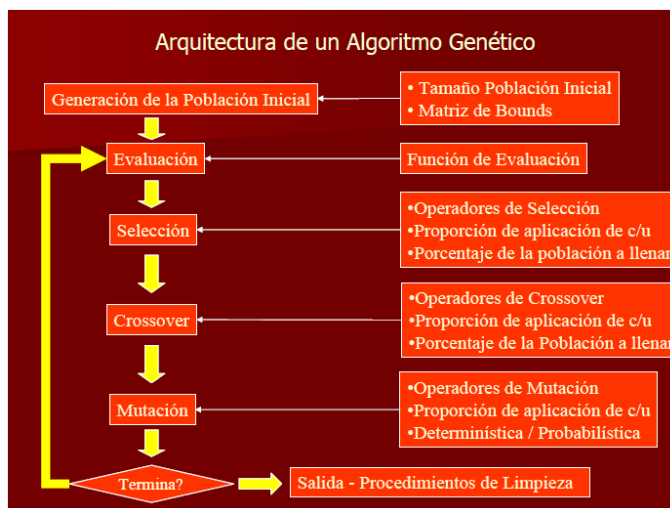 Arquitectura de un Algoritmo Genético
Generación de la Población Inicial
• Tamaño Población Inicial
• Matriz de Bounds
Evaluación
Función de Evaluación
Selección
•Operadores de Selección
•Proporción de aplicación de c/u
•Porcentaje de la población a llenar
Crossover
•Operadores de Crossover
•Proporción de aplicación de c/u
•Porcentaje de la Población a llenar
Mutación
•Operadores de Mutación
•Proporción de aplicación de c/u
•Determinística / Probabilística
Termina?
Salida - Procedimientos de Limpieza